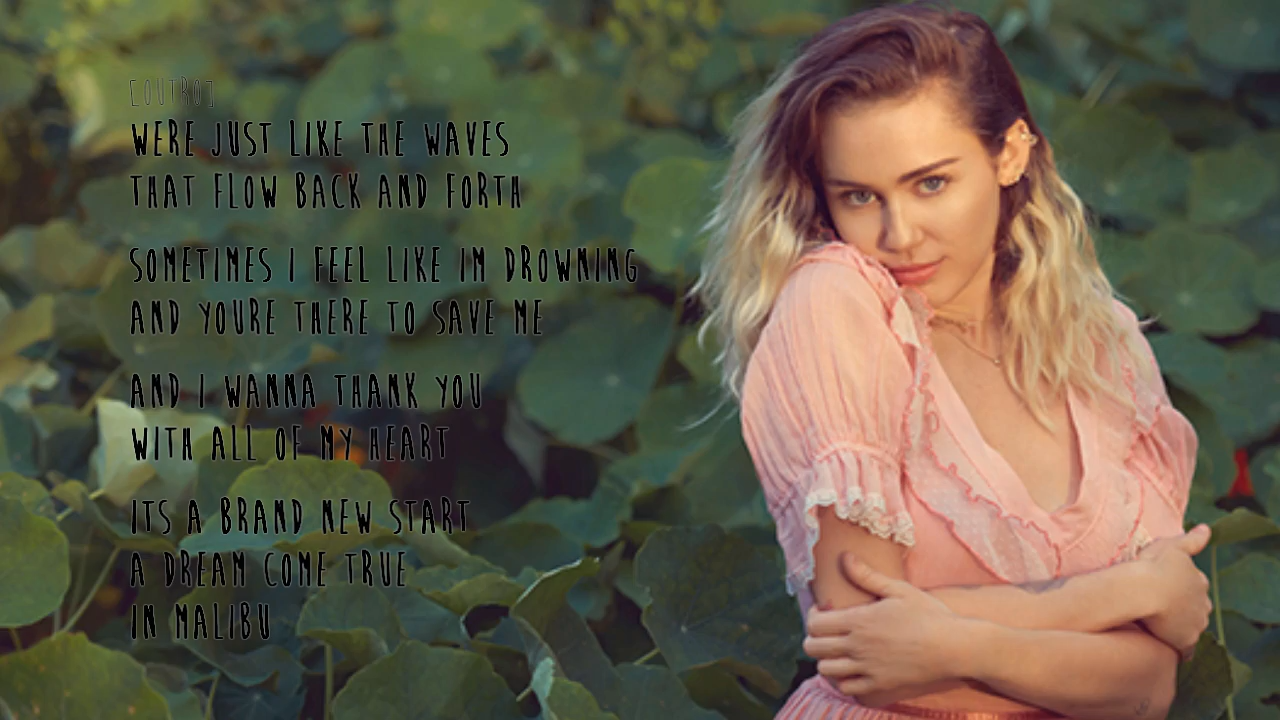 [OUTRO]
WERE JUST LIKE THE WAVES
THAT FLOW BACK AND FORTH
SOMETIMES I FEEL LIKE IM DROWNING
AND YOURE THERE TO SAVE ME
AND I WANNA THANK YOU
WITH ALL OF MY HEART
ITS A BRAND NEW START
A DREAM COME TRUE
IN MALIBU